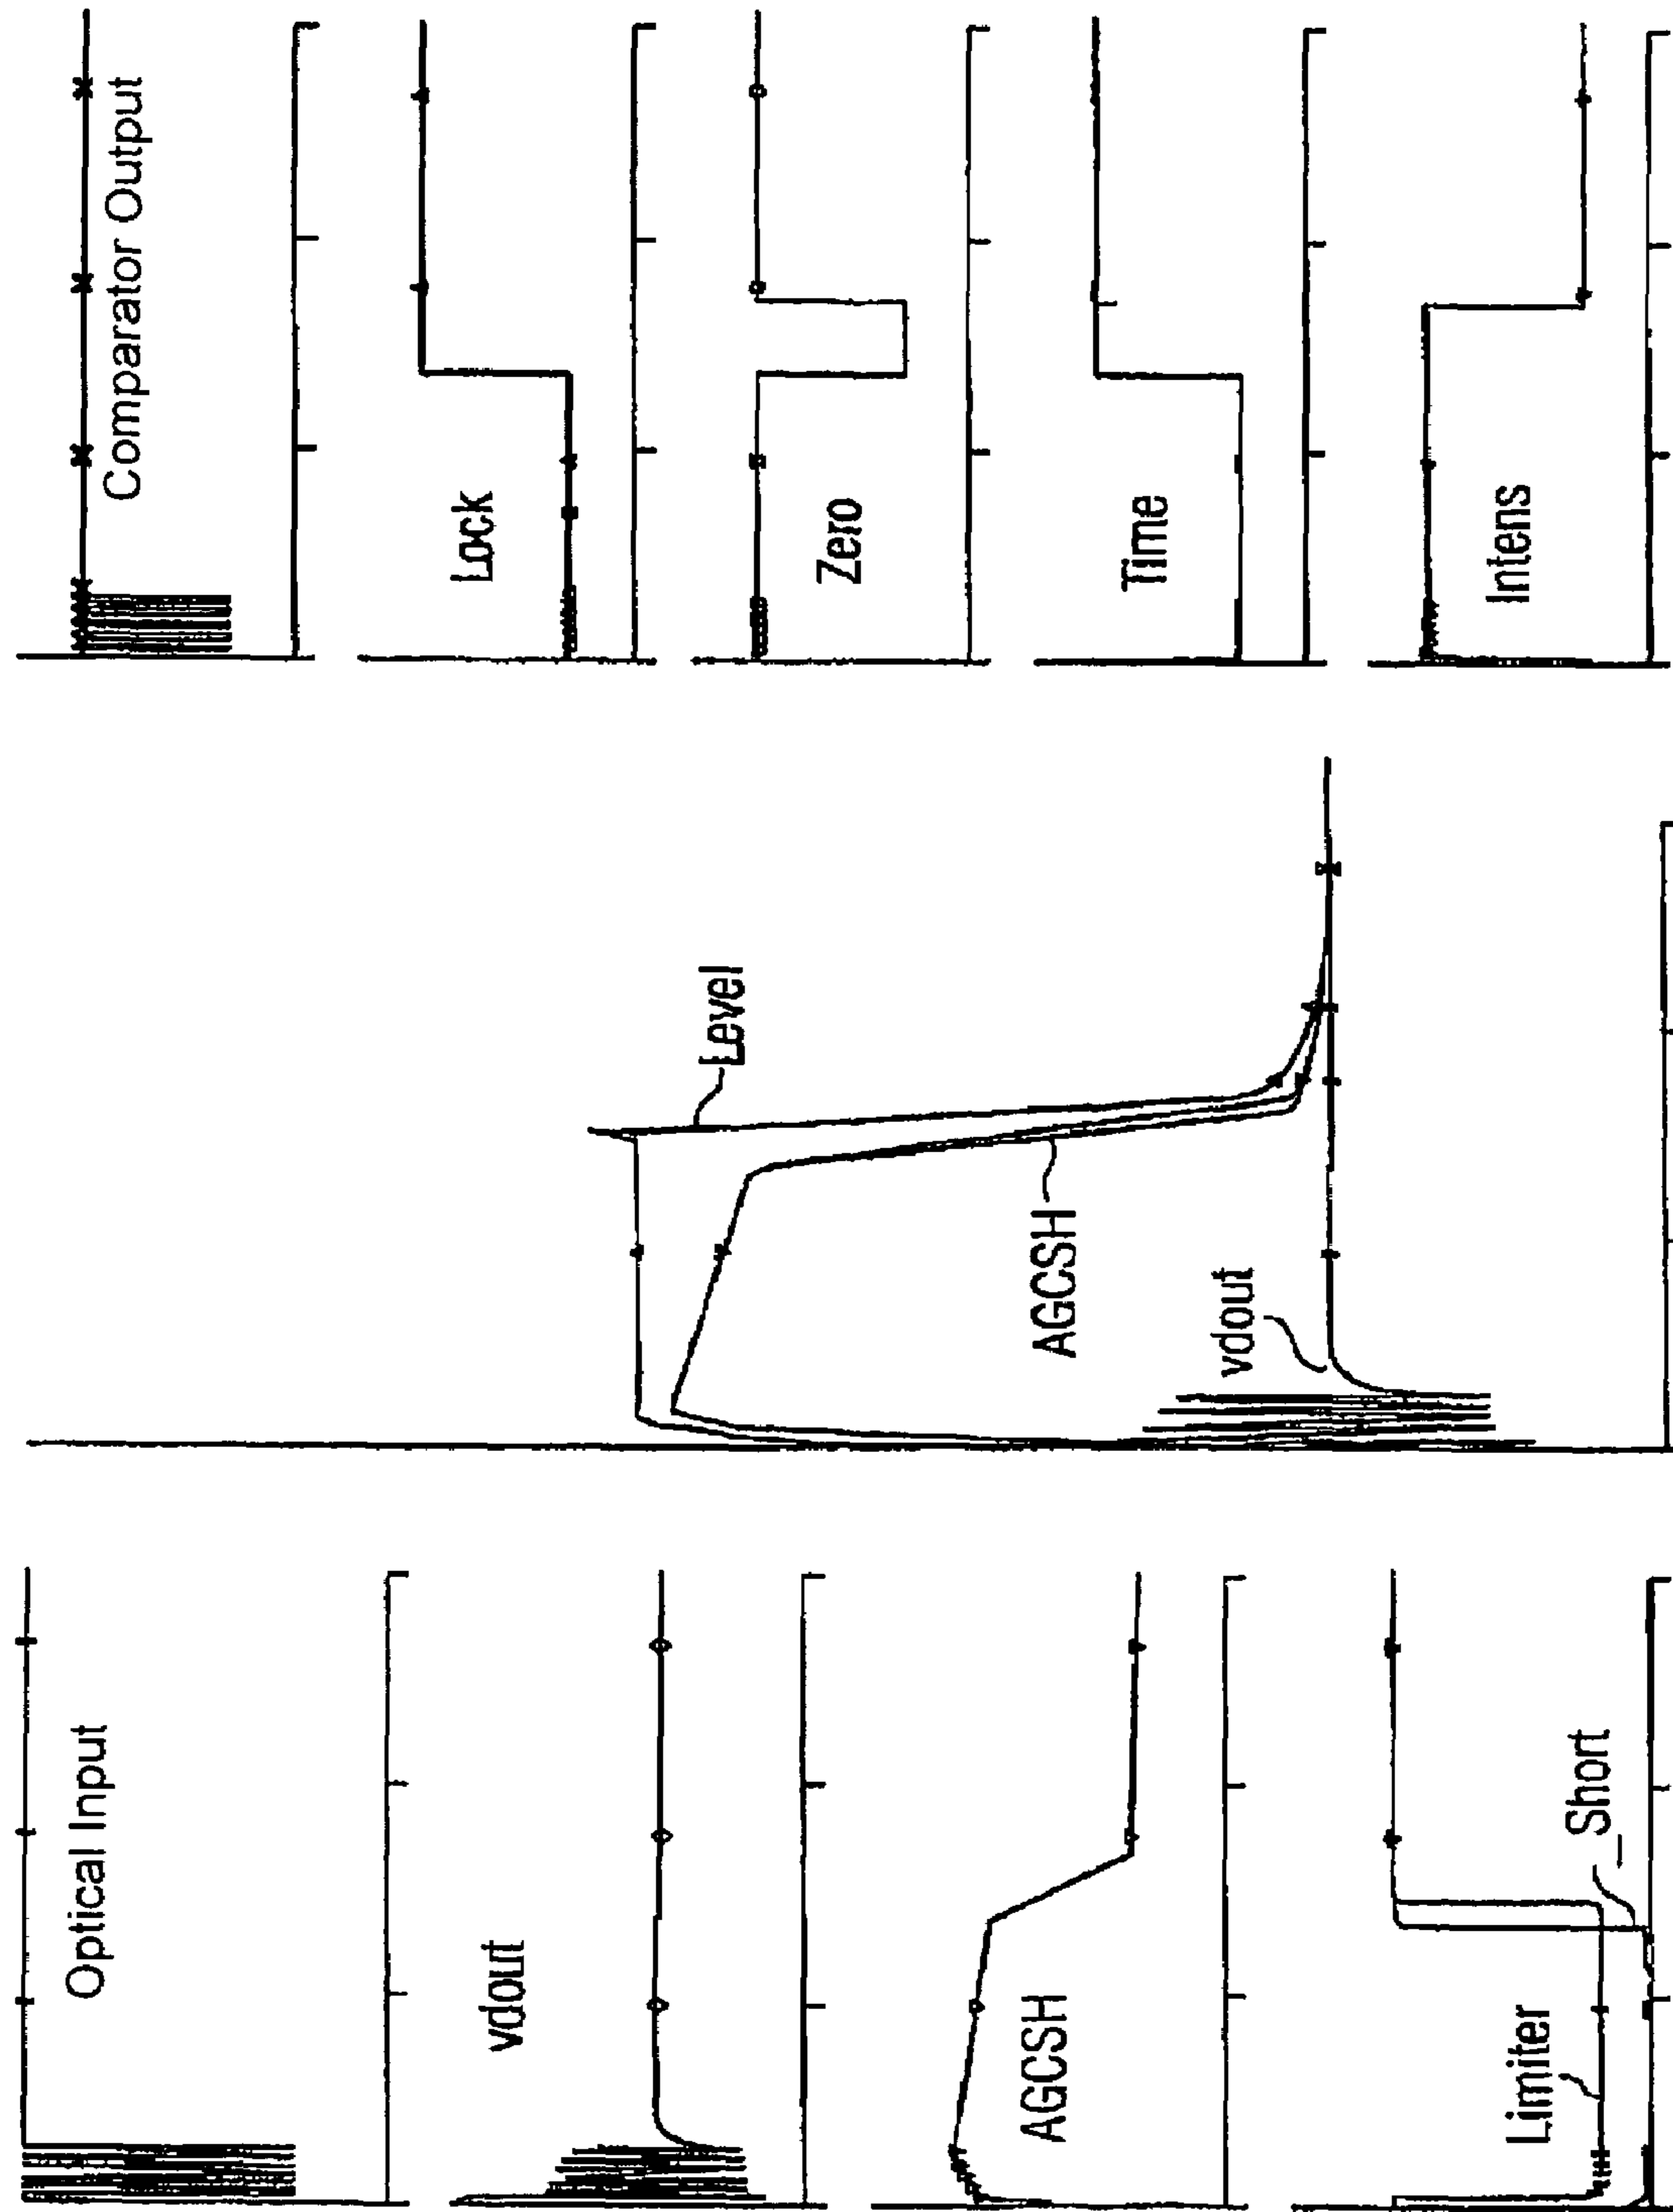 Optical Input
vdout
AGCSH
Limiter
Short
Level
AGCSH
vdout
Comparator Output
Lock
Zero
Time
Intens